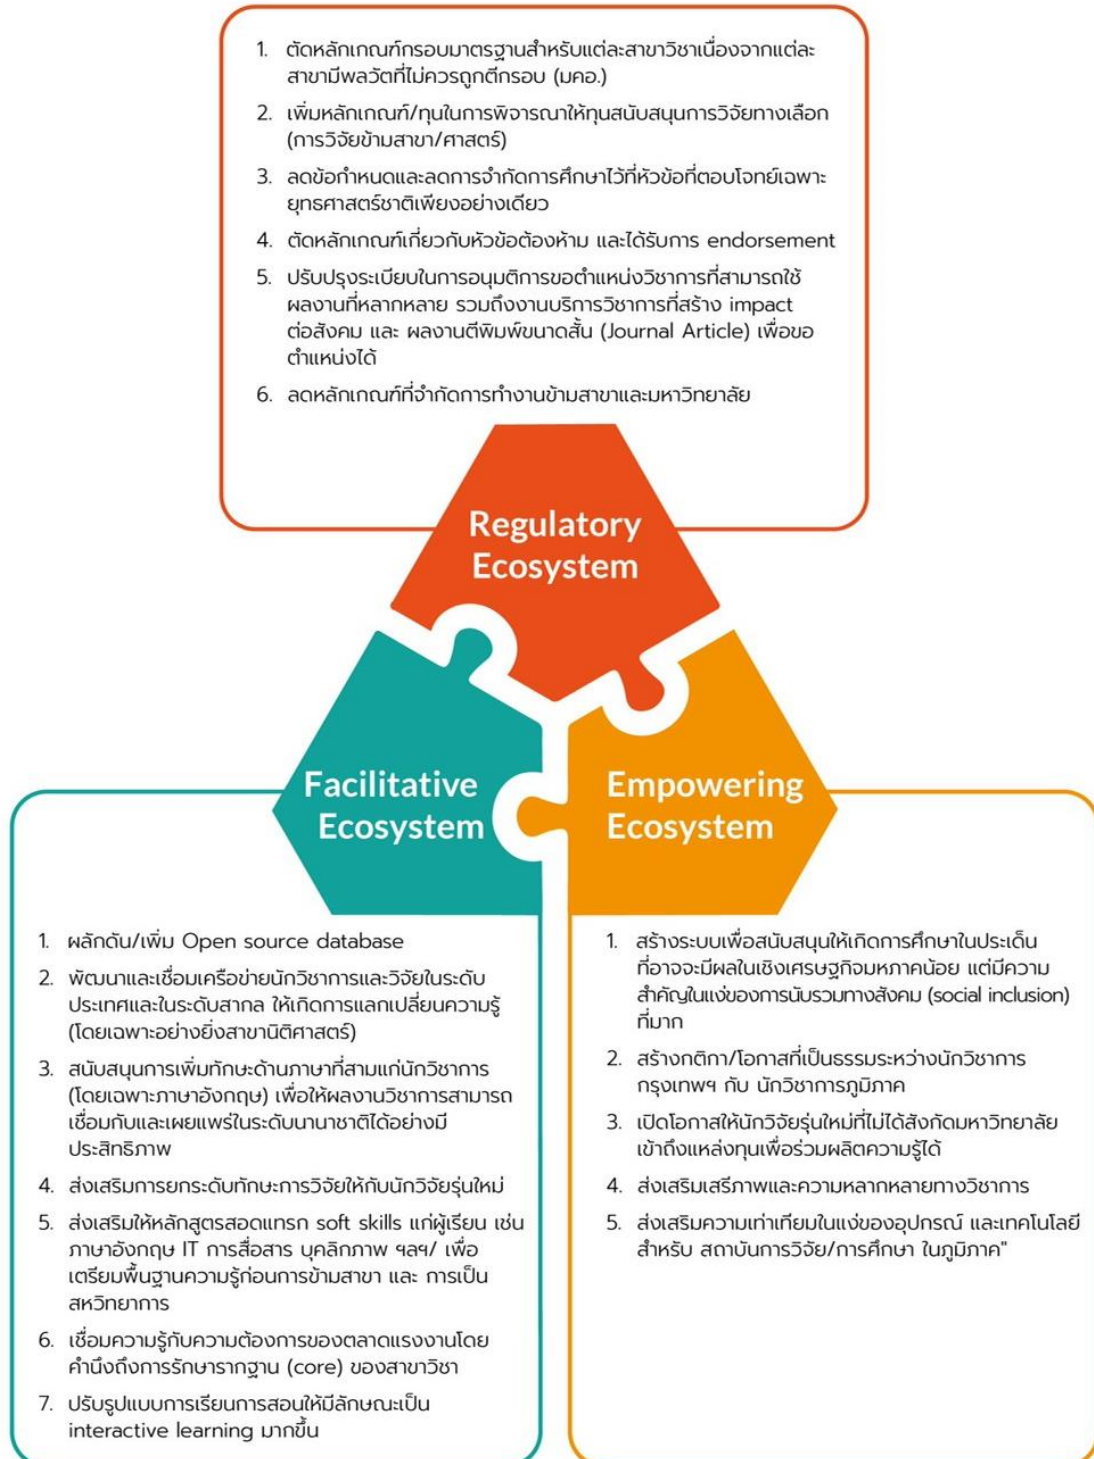 1. ตัดหลักเกณฑ์กรอบมาตรฐานสำหรับแต่ละสาขาวิชาเนื่องจากแต่ละ
สาขามีพลวัตที่ไม่ควรถูกตีกรอบ (มคอ.)
2. เพิ่มหลักเกณฑ์/ทุนในการพิจารณาให้ทุนสนับสนุนการวิจัยทางเลือก
(การวิจัยข้ามสาขา/ศาสตร์)
3. ลดข้อกำหนดและลดการจำกัดการศึกษาไว้ที่หัวข้อที่ตอบโจทย์เฉพาะ
ยุทธศาสตร์ชาติเพียงอย่างเดียว
4. ตัดหลักเกณฑ์เกี่ยวกับหัวข้อต้องห้าม และได้รับการ endorsement
5. ปรับปรุงระเบียบในการอนุมติการขอตำแหน่งวิชาการที่สามารถใช้
ผลงานที่หลากหลาย รวมถึงงานบริการวิชาการที่สร้าง impact
ต่อสังคม และ ผลงานตีพิมพ์ขนาดสั้น (Journal Article) เพื่อขอ
ตำแหน่งได้
6. ลดหลักเกณฑ์ที่จำกัดการทำงานข้ามสาขาและมหาวิทยาลัย
Regulatory
Ecosystem
Facilitative
Ecosystem
Empowering
Ecosystem
1. ผลักดัน/เพิ่ม Open source database
2. พัฒนาและเชื่อมเครือข่ายนักวิชาการและวิจัยในระดับ
ประเทศและในระดับสากล ให้เกิดการแลกเปลี่ยนความรู้
(โดยเฉพาะอย่างยิ่งสาขานิติศาสตร์)
3. สนับสนุนการเพิ่มทักษะด้านภาษาที่สามแก่นักวิชาการ
(โดยเฉพาะภาษาอังกฤษ) เพื่อให้ผลงานวิชาการสามารถ
เชื่อมกับและเผยแพร่ในระดับนานาชาติได้อย่างมี
ประสิทธิภาพ
4. ส่งเสริมการยกระดับทักษะการวิจัยให้กับนักวิจัยรุ่นใหม่
5. ส่งเสริมให้หลักสูตรสอดแทรก soft skills แก่ผู้เรียน เช่น
ภาษาอังกฤษ IT การสื่อสาร บุคลิกภาพ ฯลฯ/ เพื่อ
เตรียมพื้นฐานความรู้ก่อนการข้ามสาขา และ การเป็น
สหวิทยาการ
6. เชื่อมความรู้กับความต้องการของตลาดแรงงานโดย
คำนึงถึงการรักษารากฐาน (core) ของสาขาวิชา
7. ปรับรูปแบบการเรียนการสอนให้มีลักษณะเป็น
interactive learning มากขึ้น
1. สร้างระบบเพื่อสนับสนุนให้เกิดการศึกษาในประเด็น
ที่อาจจะมีผลในเชิงเศรษฐกิจมหภาคน้อย แต่มีความ
สำคัญในแง่ของการนับรวมทางสังคม (social inclusion)
ที่มาก
2. สร้างกติกา/โอกาสที่เป็นธรรมระหว่างนักวิชาการ
กรุงเทพฯ กับ นักวิชาการภูมิภาค
3. เปิดโอกาสให้นักวิจัยรุ่นใหม่ที่ไม่ได้สังกัดมหาวิทยาลัย
เข้าถึงแหล่งทุนเพื่อร่วมผลิตความรู้ได้
4. ส่งเสริมเสรีภาพและความหลากหลายทางวิชาการ
5. ส่งเสริมความเท่าเทียมในแง่ของอุปกรณ์ และเทคโนโลยี
สำหรับ สถาบันการวิจัย/การศึกษา ในภูมิภาค"